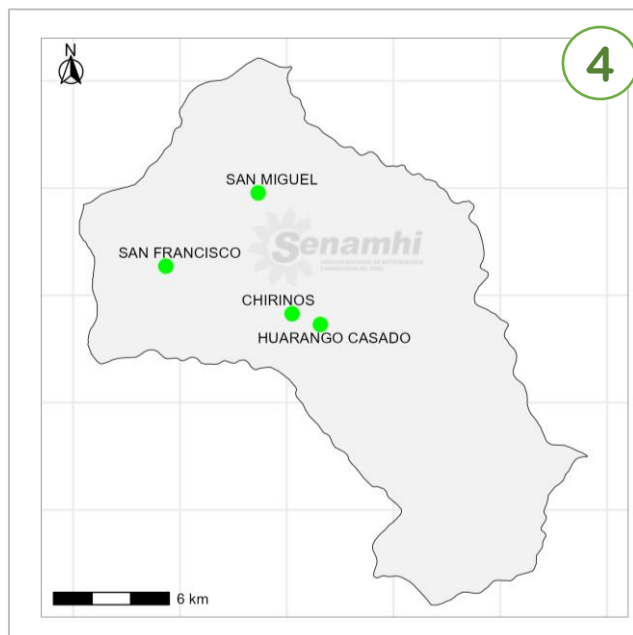 N
4
SAN MIGUEL
Senamhi
SAN FRANCISCO
CHIRINOS
HUARANGO CASADO
6 km